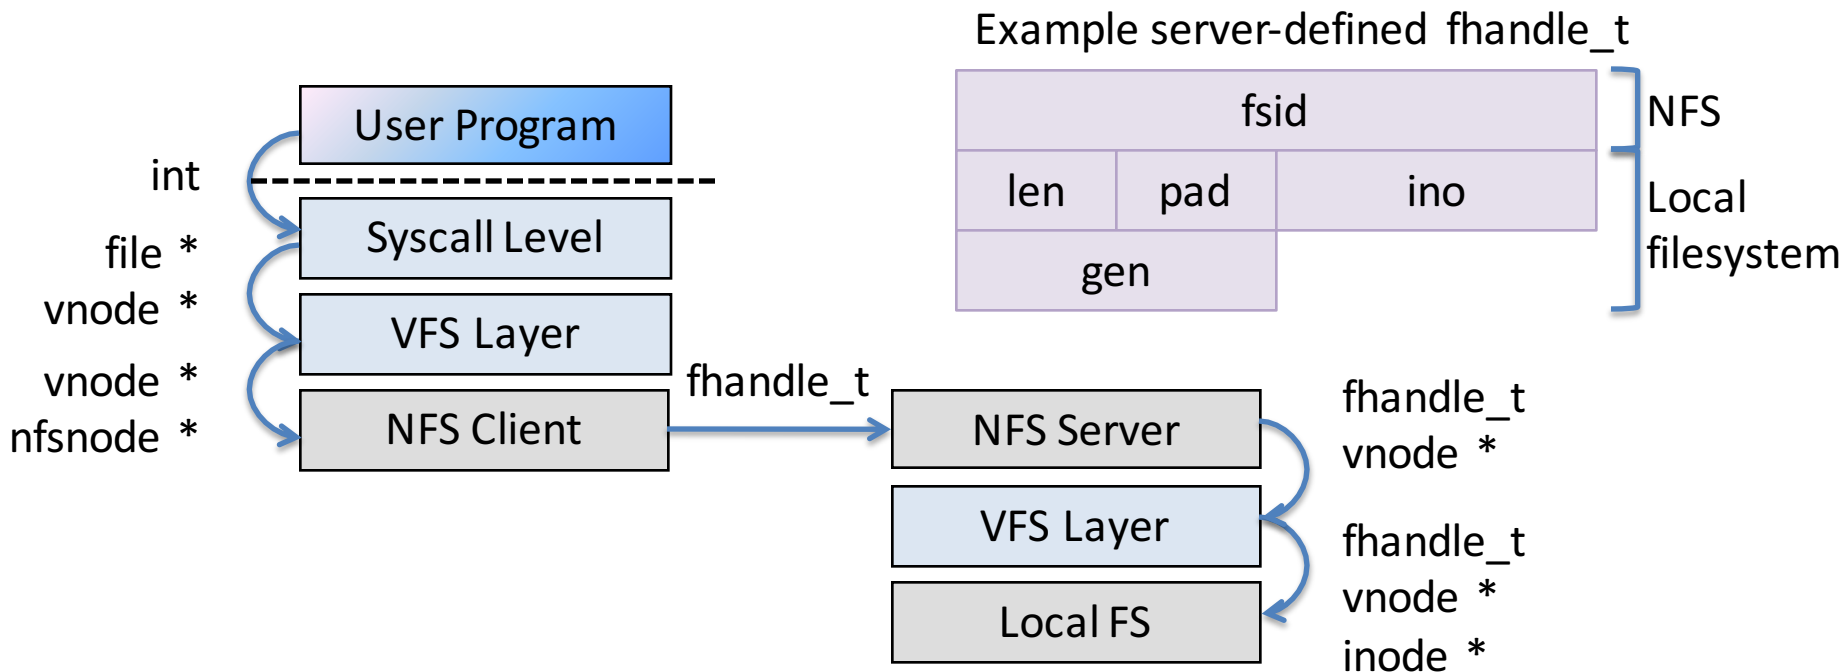 Example server-defined fhandle_t
fsid
NFS
len
pad
ino
Local
filesystem
gen
User Program
int
Syscall Level
file *
vnode *
VFS Layer
vnode *
nfsnode *
NFS Client
fhandle_t
NFS Server
fhandle_t
vnode *
VFS Layer
fhandle_t
vnode *
inode *
Local FS